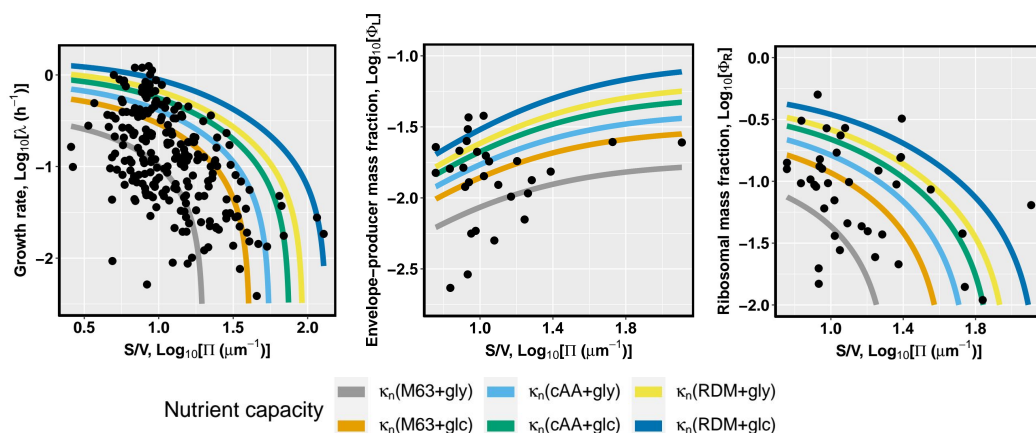 Growth rate, Log₁₀[λ (h⁻¹)]
0
−1
−2
0.5 1.0 1.5 2.0
S/V, Log₁₀[Π (μm⁻¹)]
Envelope−producer mass fraction, Log₁₀[Φ_L]
−1.0
−1.5
−2.0
−2.5
1.0 1.4 1.8
S/V, Log₁₀[Π (μm⁻¹)]
Ribosomal mass fraction, Log₁₀[Φ_R]
0.0
−0.5
−1.0
−1.5
−2.0
1.0 1.4 1.8
S/V, Log₁₀[Π (μm⁻¹)]
Nutrient capacity
κₙ(M63+gly) κₙ(cAA+gly) κₙ(RDM+gly)
κₙ(M63+glc) κₙ(cAA+glc) κₙ(RDM+glc)